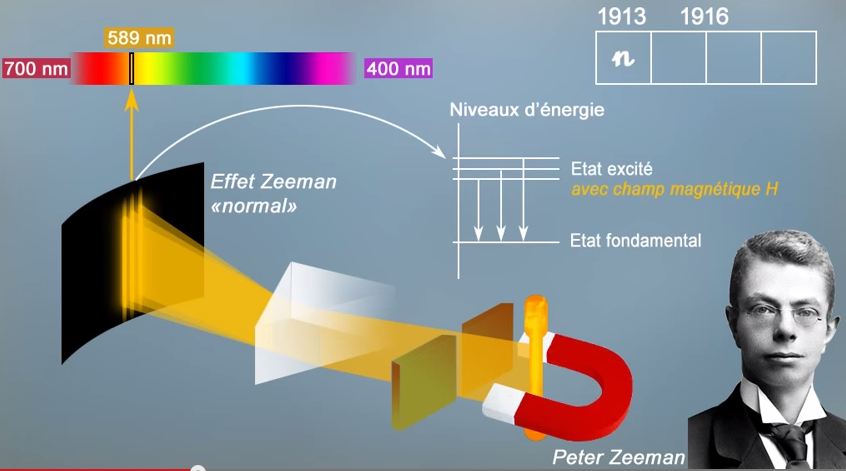 1913 1916
589 nm
700 nm
400 nm
n
Niveaux d'énergie
Etat excité
avec champ magnétique H
Effet Zeeman
«normal»
Etat fondamental
Peter Zeeman